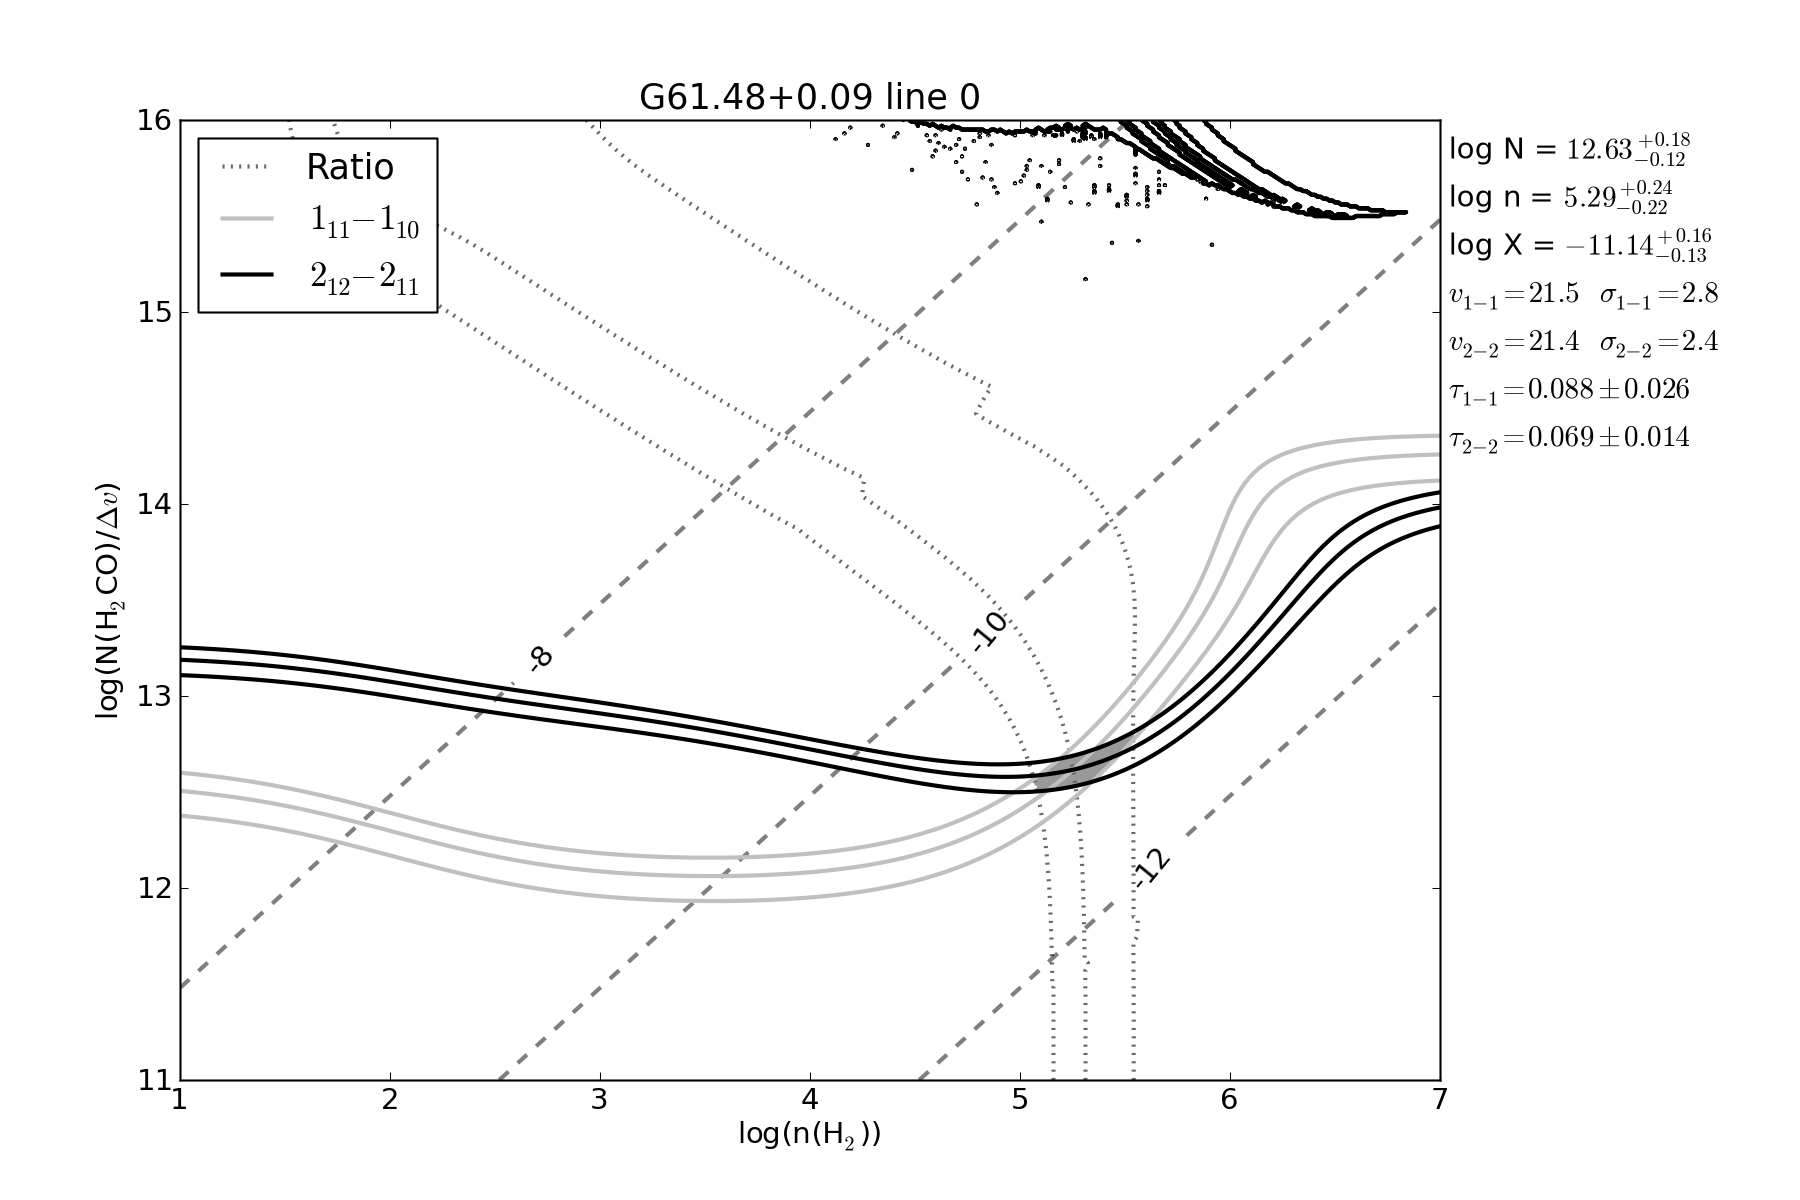 G61.48+0.09 line 0
16
15
14
13
12
11
log(N(H₂CO)/Δv)
Ratio
1₁₁−1₁₀
2₁₂−2₁₁
-8
-10
-12
1 2 3 4 5 6 7
log(n(H₂))
log N = 12.63 +0.18 −0.12
log n = 5.29 +0.24 −0.22
log X = −11.14 +0.16 −0.13
v₁₋₁=21.5 σ₁₋₁=2.8
v₂₋₂=21.4 σ₂₋₂=2.4
τ₁₋₁=0.088±0.026
τ₂₋₂=0.069±0.014